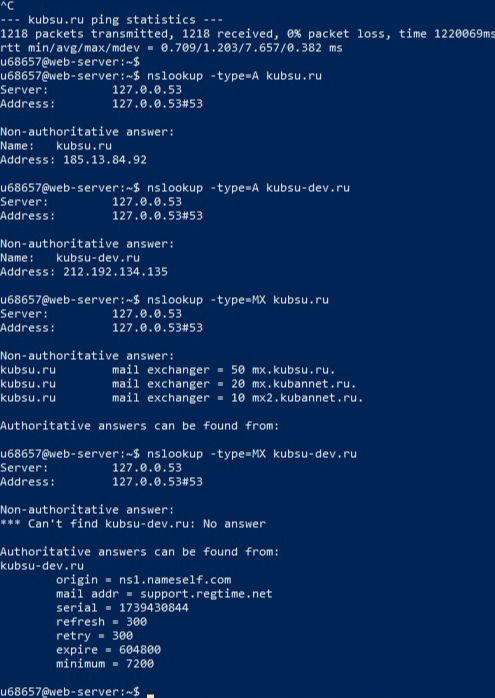 ^C
--- kubsu.ru ping statistics ---
1218 packets transmitted, 1218 received, 0% packet loss, time 1220069ms
rtt min/avg/max/mdev = 0.709/1.203/7.657/0.382 ms
u68657@web-server:~$
u68657@web-server:~$ nslookup -type=A kubsu.ru
Server:         127.0.0.53
Address:        127.0.0.53#53

Non-authoritative answer:
Name:   kubsu.ru
Address: 185.13.84.92

u68657@web-server:~$ nslookup -type=A kubsu-dev.ru
Server:         127.0.0.53
Address:        127.0.0.53#53

Non-authoritative answer:
Name:   kubsu-dev.ru
Address: 212.192.134.135

u68657@web-server:~$ nslookup -type=MX kubsu.ru
Server:         127.0.0.53
Address:        127.0.0.53#53

Non-authoritative answer:
kubsu.ru        mail exchanger = 50 mx.kubsu.ru.
kubsu.ru        mail exchanger = 20 mx.kubannet.ru.
kubsu.ru        mail exchanger = 10 mx2.kubannet.ru.

Authoritative answers can be found from:

u68657@web-server:~$ nslookup -type=MX kubsu-dev.ru
Server:         127.0.0.53
Address:        127.0.0.53#53

Non-authoritative answer:
*** Can't find kubsu-dev.ru: No answer

Authoritative answers can be found from:
kubsu-dev.ru
        origin = ns1.nameself.com
        mail addr = support.regtime.net
        serial = 1739430844
        refresh = 300
        retry = 300
        expire = 604800
        minimum = 7200

u68657@web-server:~$